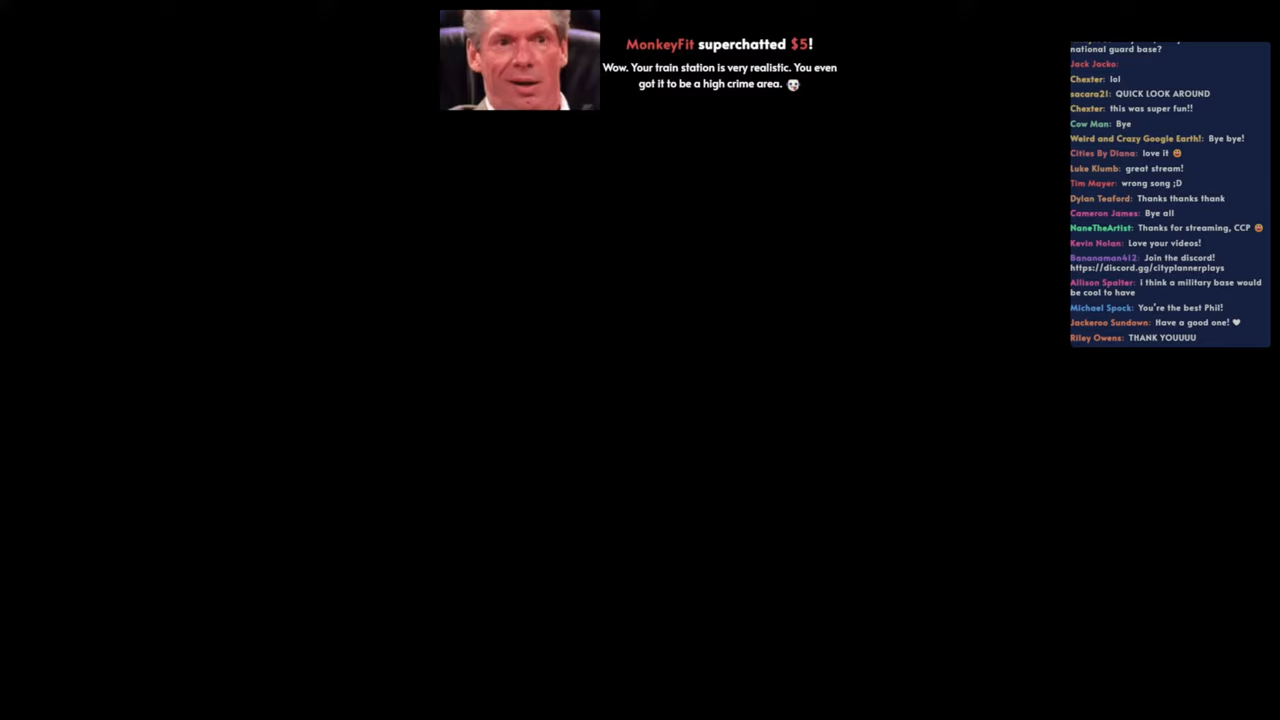 MonkeyFit superchatted $5!
Wow. Your train station is very realistic. You even
got it to be a high crime area.
national guard base?
Jack Jocko:
Chexter: lol
sacara21: QUICK LOOK AROUND
Chexter: this was super fun!!
Cow Man: Bye
Weird and Crazy Google Earth!: Bye bye!
Cities By Diana: love it
Luke Klumb: great stream!
Tim Mayer: wrong song ;D
Dylan Teaford: Thanks thanks thank
Cameron James: Bye all
NaneTheArtist: Thanks for streaming, CCP
Kevin Nolan: Love your videos!
Bananaman412: Join the discord!
https://discord.gg/cityplannerplays
Allison Spalter: i think a military base would
be cool to have
Michael Spock: You're the best Phil!
Jackeroo Sundown: Have a good one! ♥
Riley Owens: THANK YOUUUU